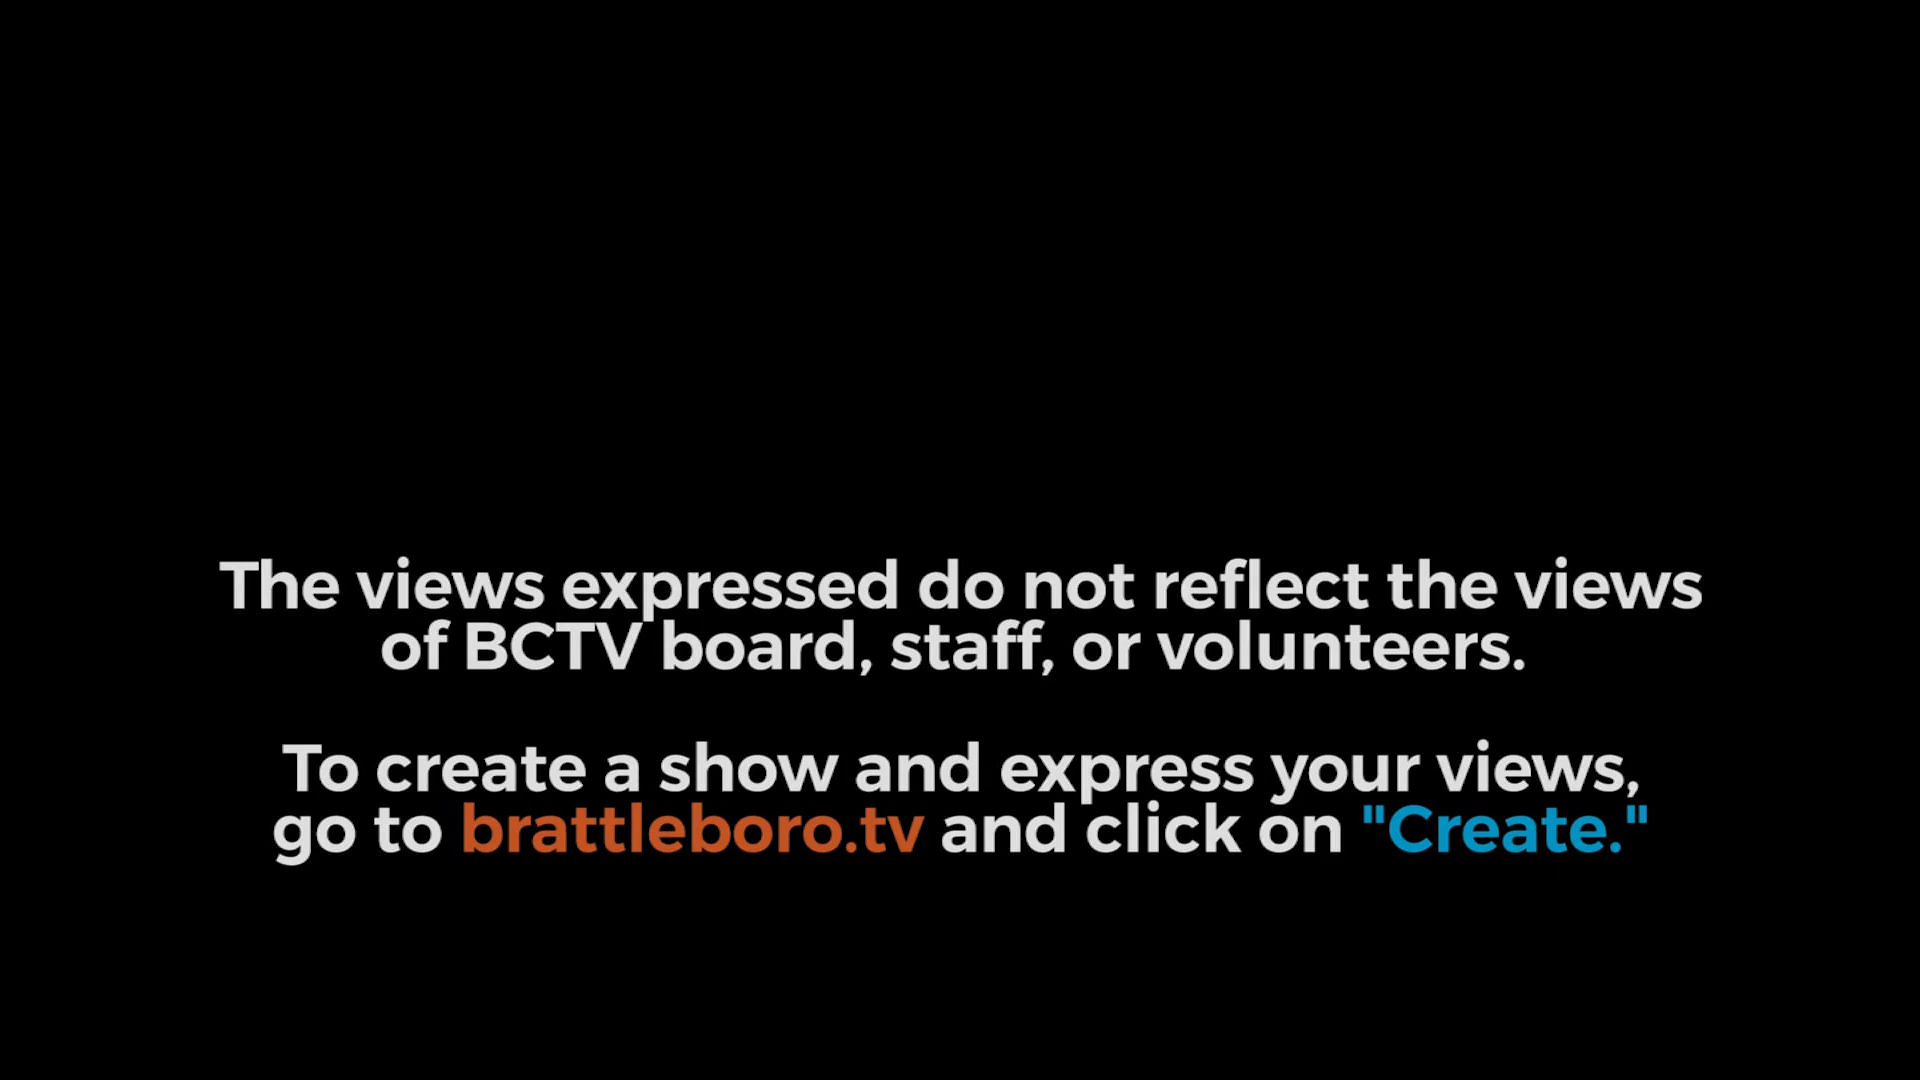 The views expressed do not reflect the views
of BCTV board, staff, or volunteers.
To create a show and express your views,
go to brattleboro.tv and click on "Create."